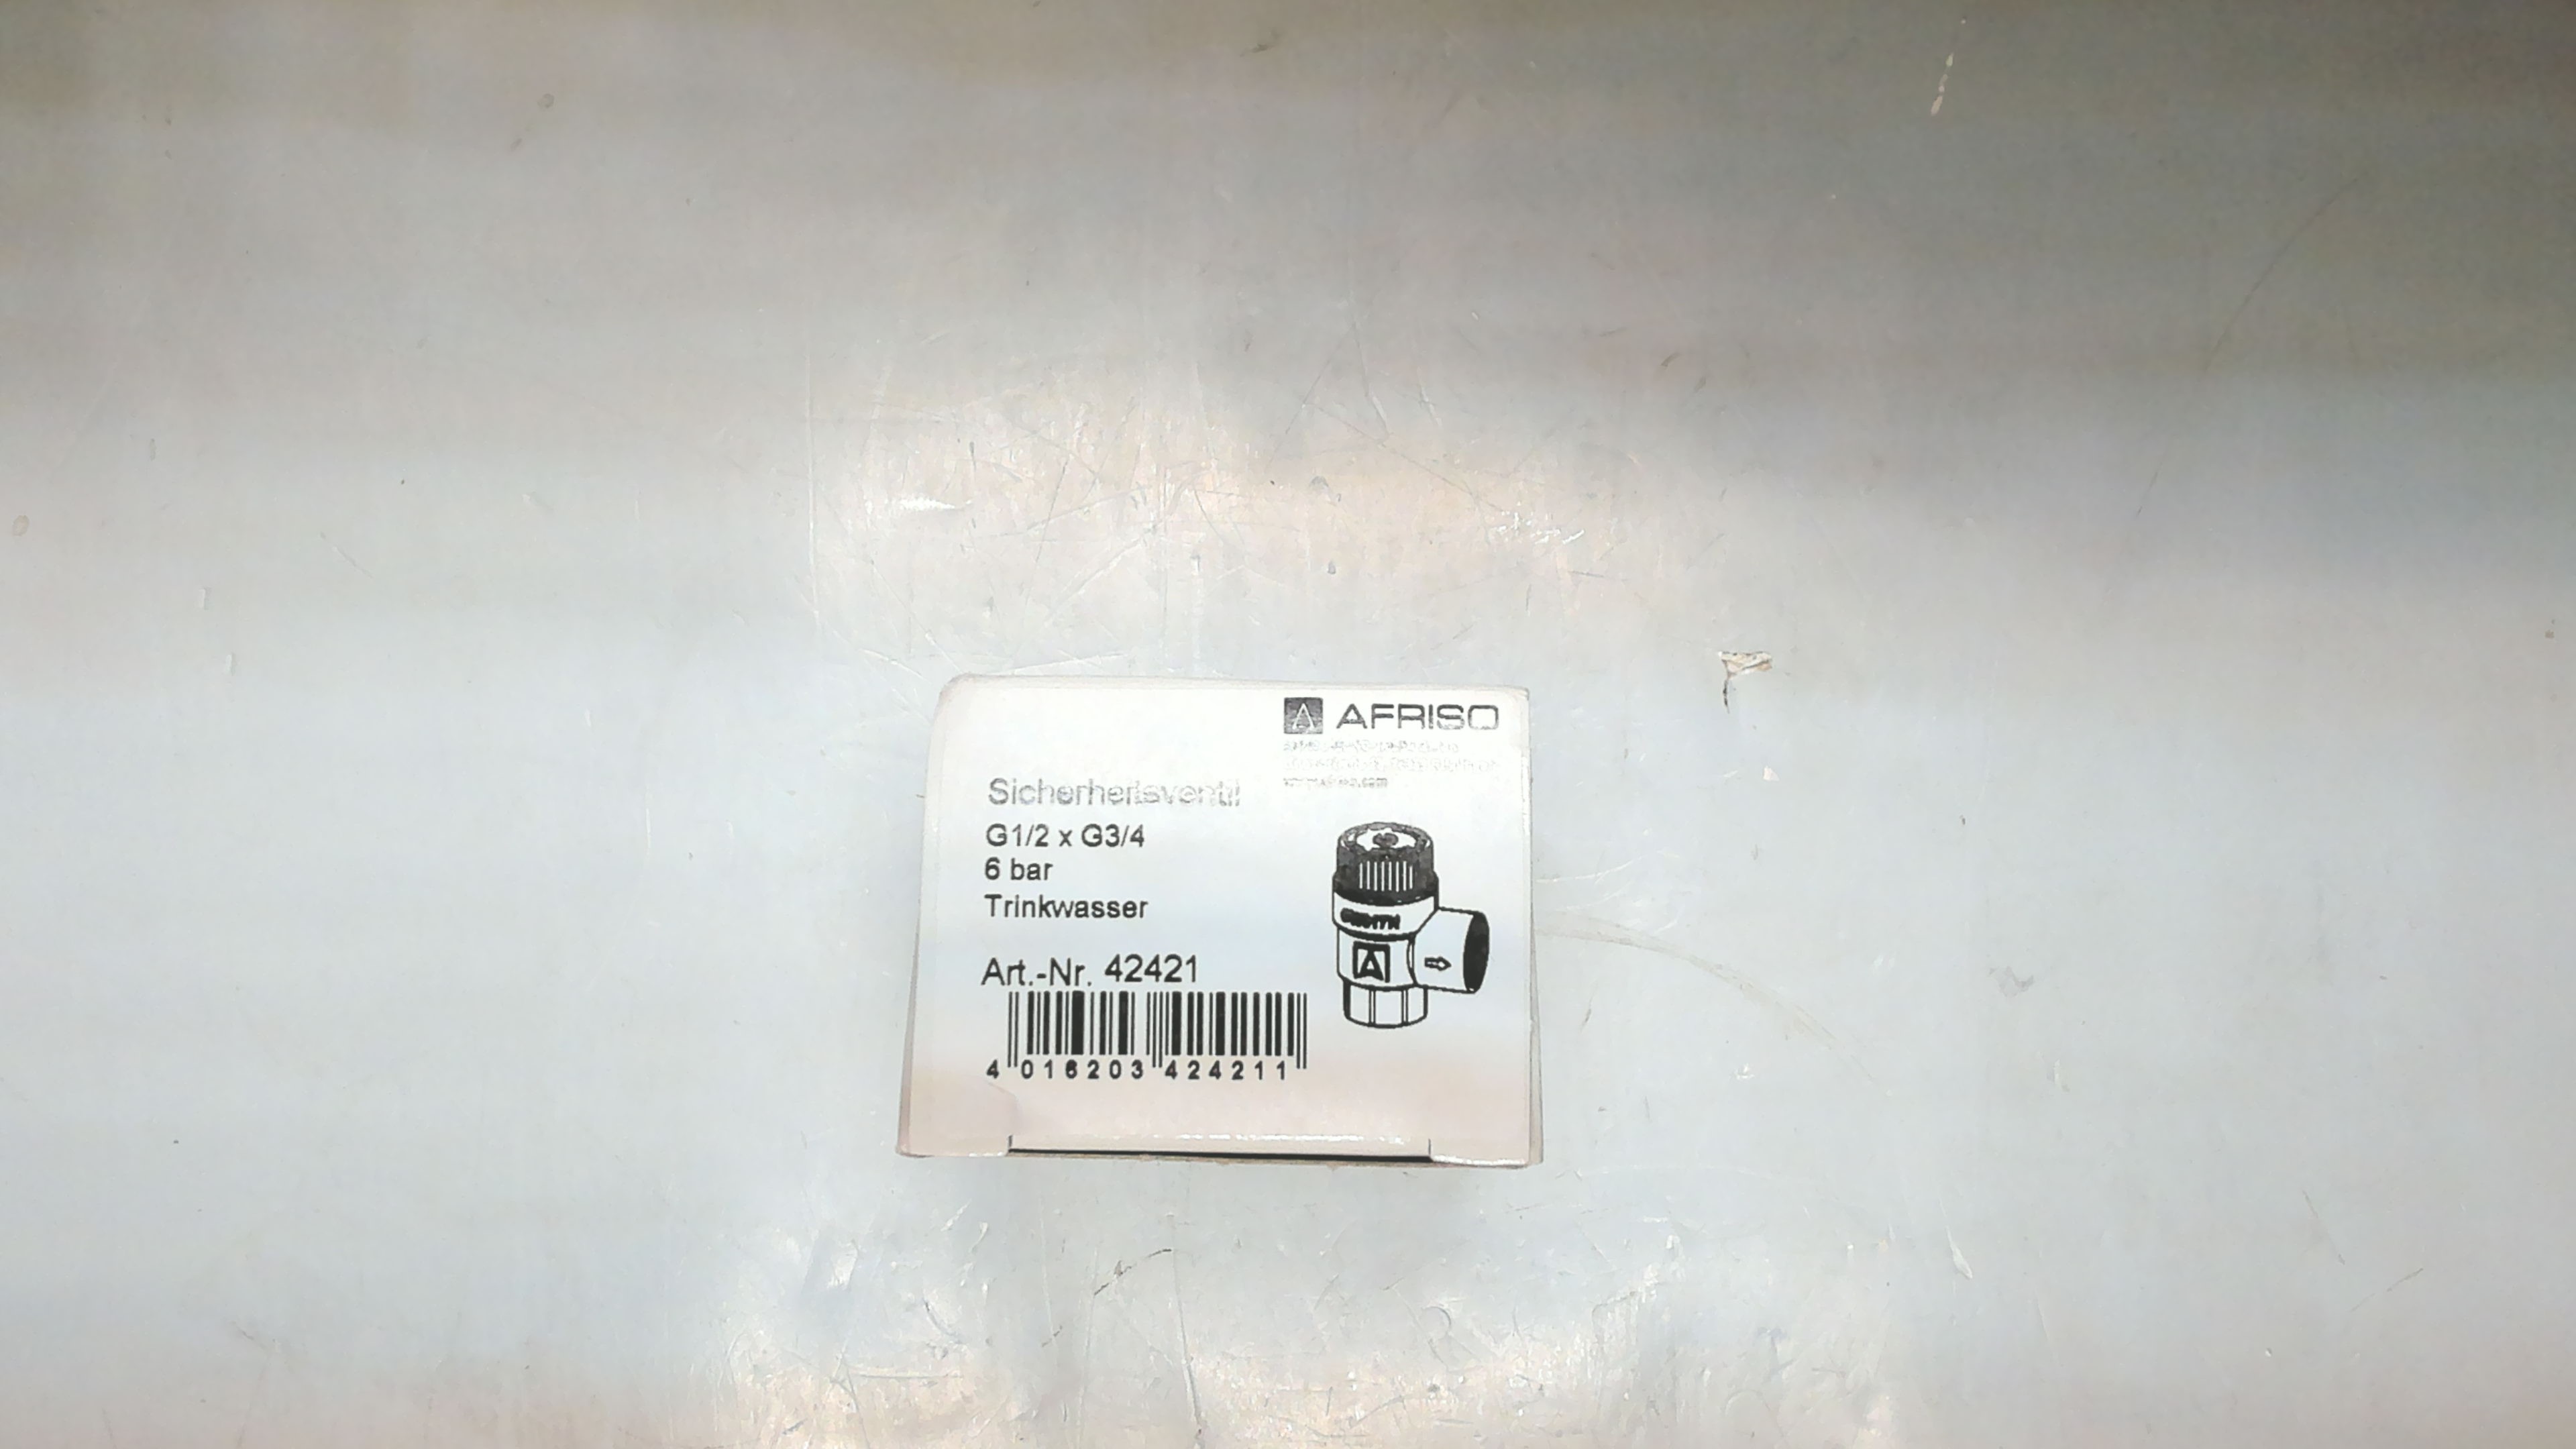 AFRISO
Sicherheitsventil
G1/2 x G3/4
6 bar
Trinkwasser
Art.-Nr. 42421
4 016203 424211
A